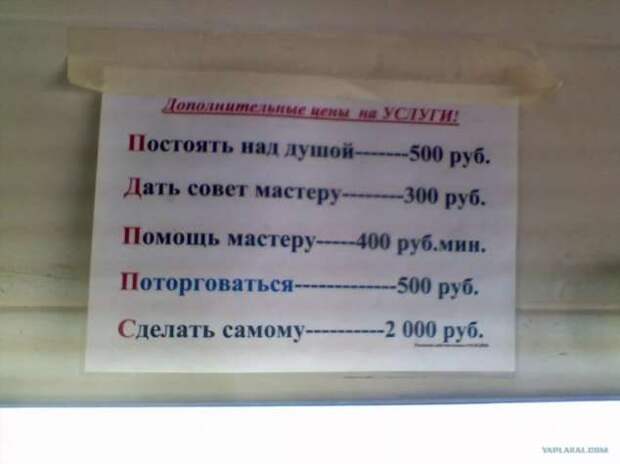 Дополнительные цены на УСЛУГИ!
Постоять над душой-------500 руб.
Дать совет мастеру--------300 руб.
Помощь мастеру-----400 руб.мин.
Поторговаться-------------500 руб.
Сделать самому----------2 000 руб.
YAPLAKAL.COM